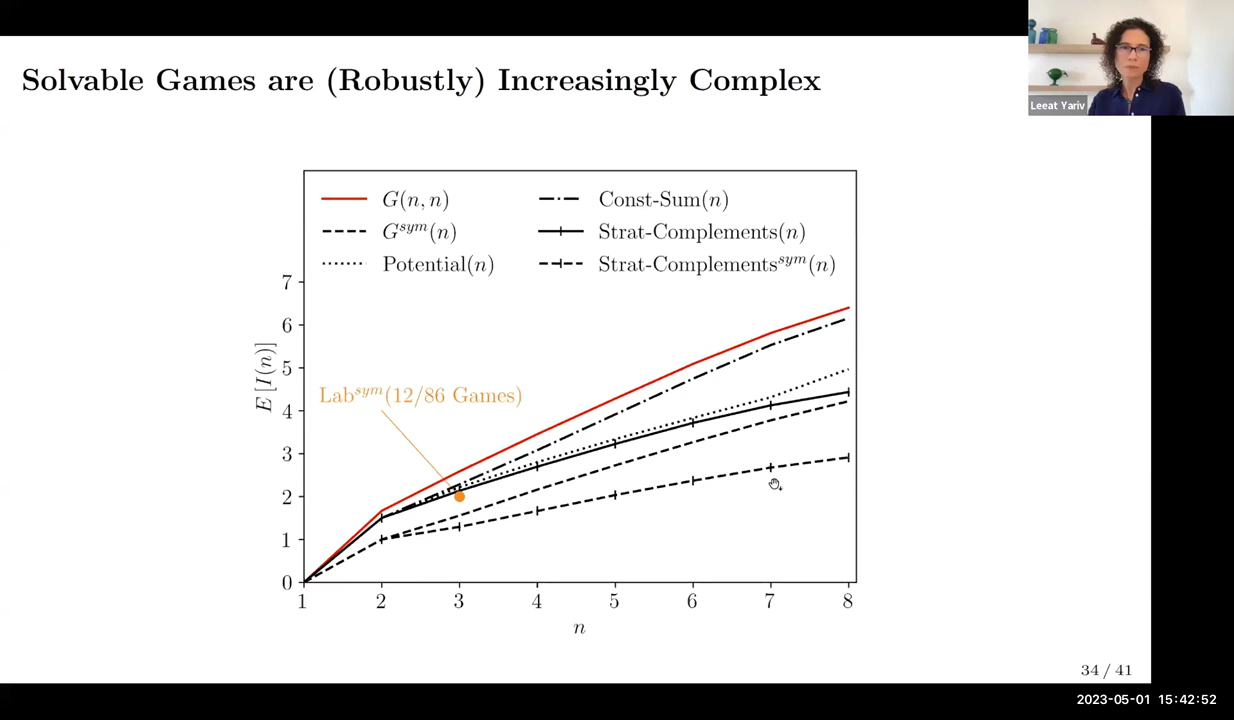 Solvable Games are (Robustly) Increasingly Complex
Leeat Yariv
G(n, n)
G^sym(n)
Potential(n)
Const-Sum(n)
Strat-Complements(n)
Strat-Complements^sym(n)
7
6
5
4
3
2
1
0
E [I(n)]
Lab^sym(12/86 Games)
1 2 3 4 5 6 7 8
n
34 / 41
2023-05-01 15:42:52